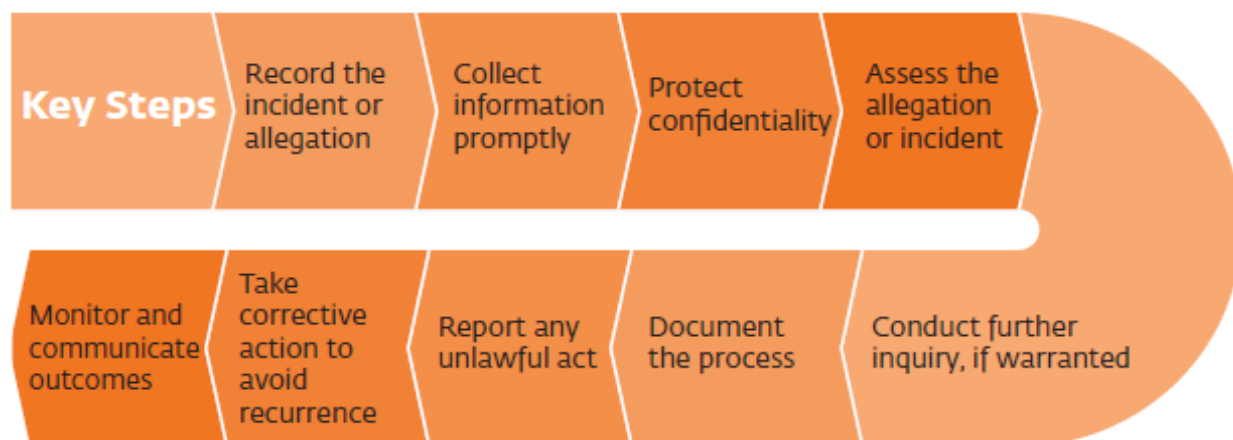 Key Steps
Record the
incident or
allegation
Collect
information
promptly
Protect
confidentiality
Assess the
allegation
or incident
Conduct further
inquiry, if warranted
Document
the process
Report any
unlawful act
Take
corrective
action to
avoid
recurrence
Monitor and
communicate
outcomes